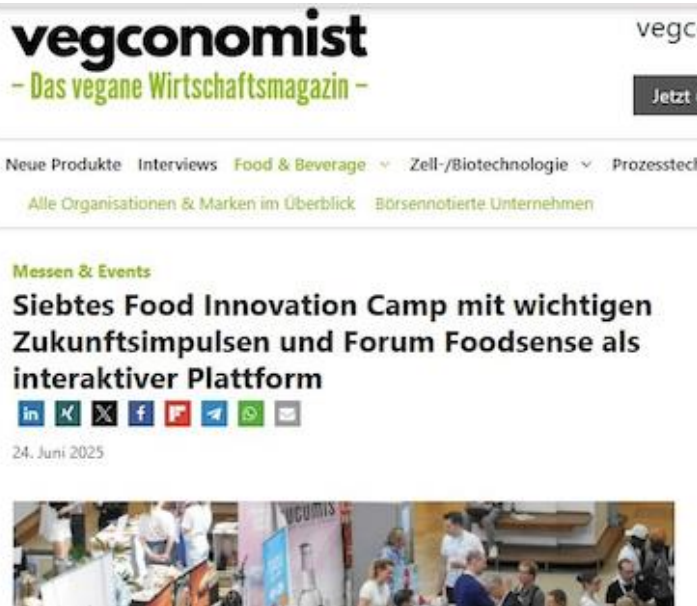 vegconomist
– Das vegane Wirtschaftsmagazin –
vegc
Jetzt
Neue Produkte Interviews Food & Beverage Zell-/Biotechnologie Prozesstech
Alle Organisationen & Marken im Überblick Börsennotierte Unternehmen
Messen & Events
Siebtes Food Innovation Camp mit wichtigen
Zukunftsimpulsen und Forum Foodsense als
interaktiver Plattform
in X f
24. Juni 2025